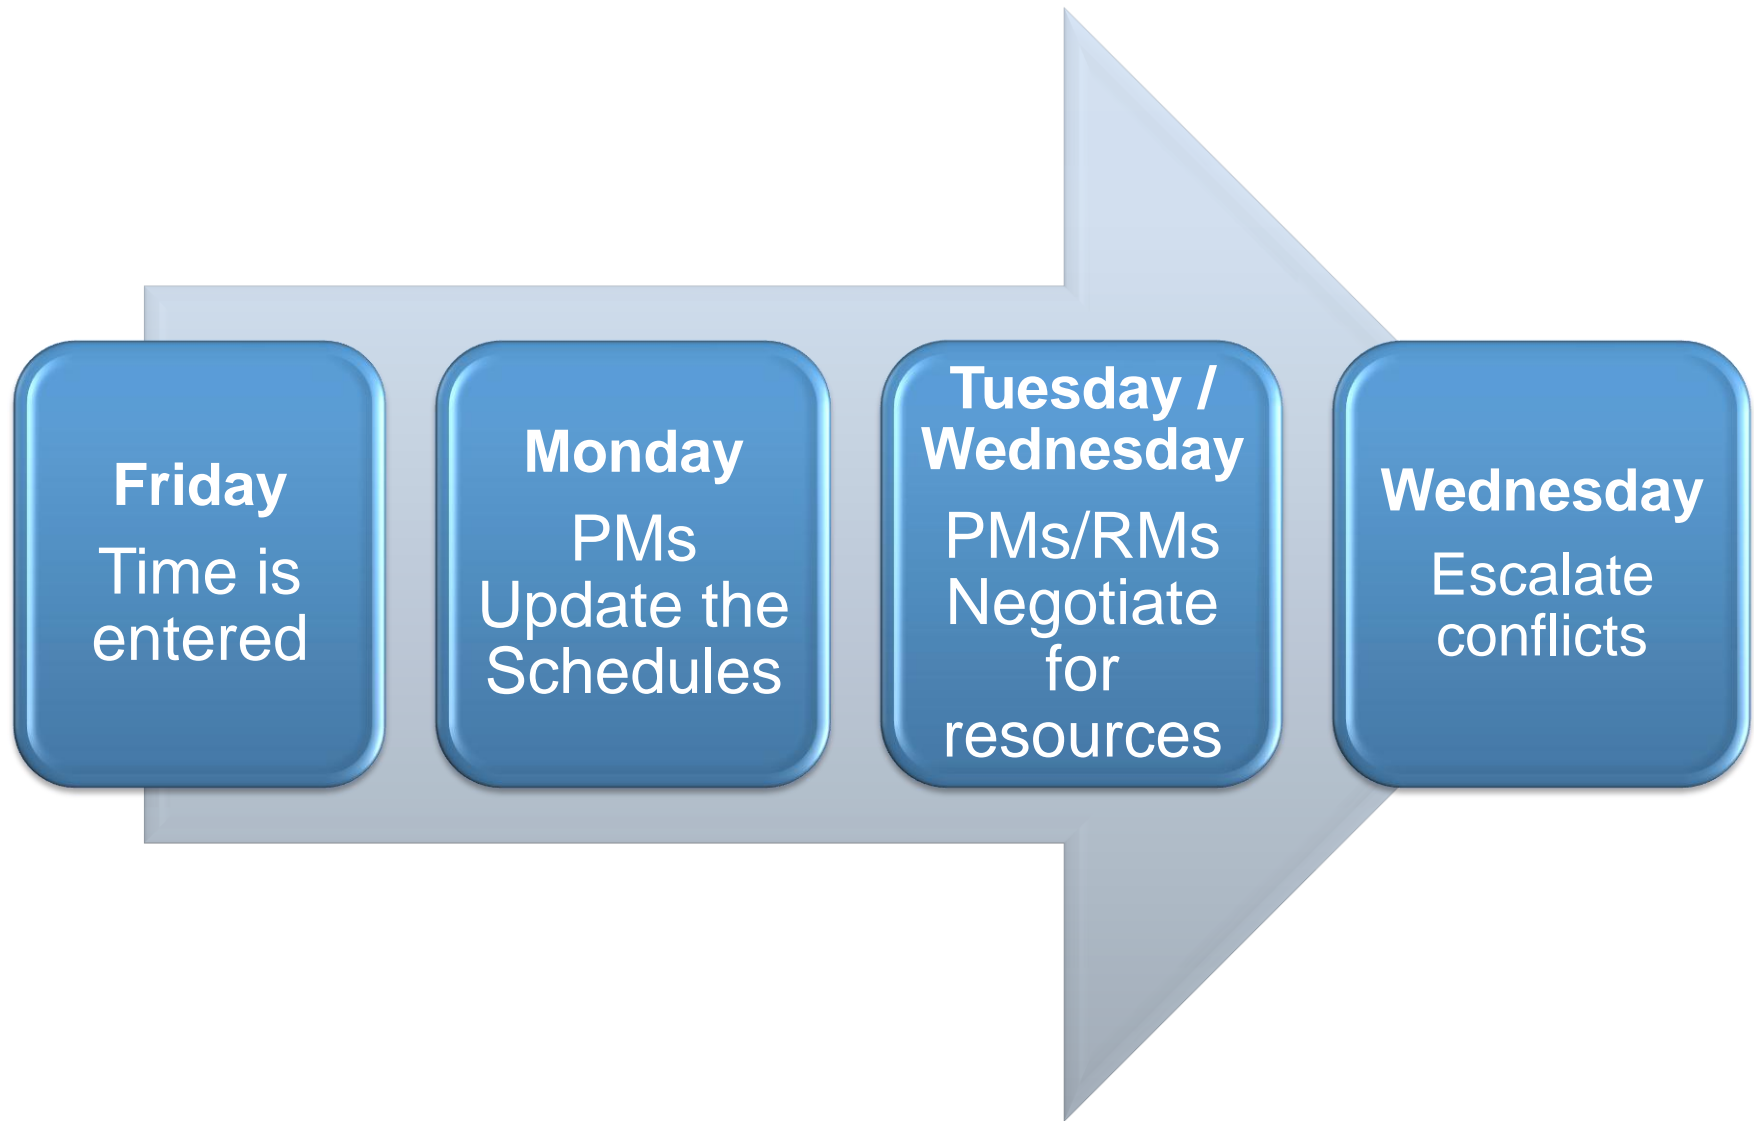 Friday
Time is
entered
Monday
PMs
Update the
Schedules
Tuesday /
Wednesday
PMs/RMs
Negotiate
for
resources
Wednesday
Escalate
conflicts